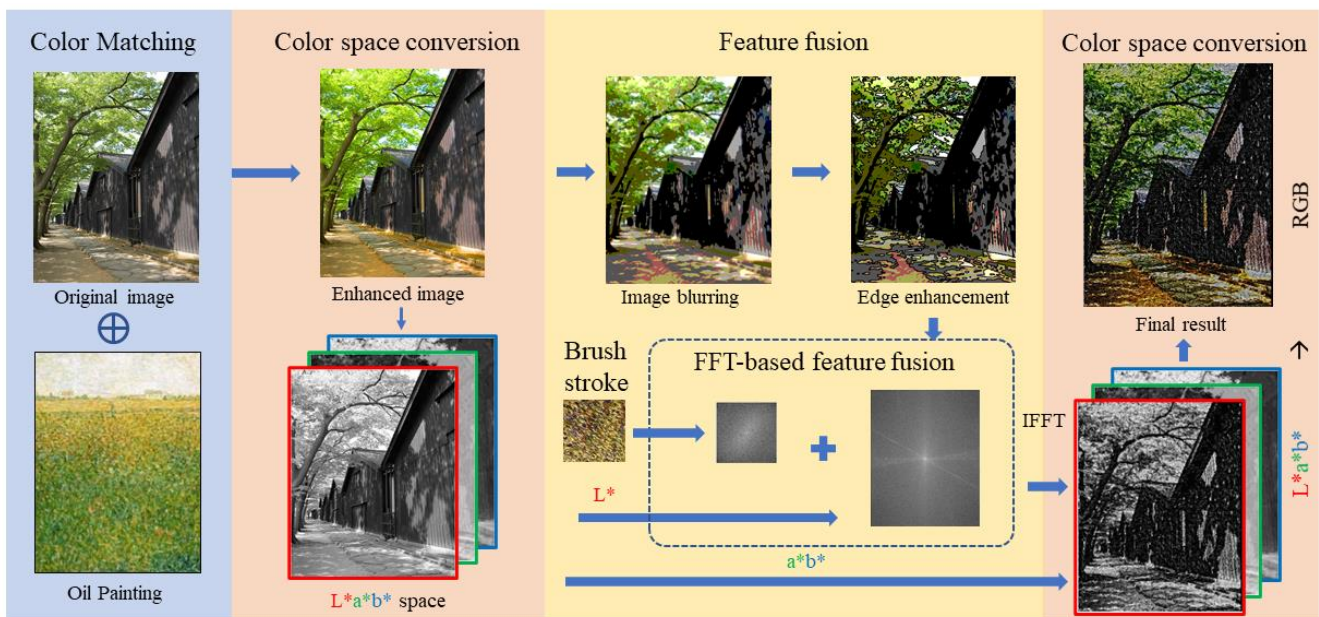 Color Matching
Original image
Oil Painting
Color space conversion
Enhanced image
L*a*b* space
Feature fusion
Image blurring
Edge enhancement
Brush
stroke
FFT-based feature fusion
L*
a*b*
IFFT
Color space conversion
Final result
RGB
L*a*b*